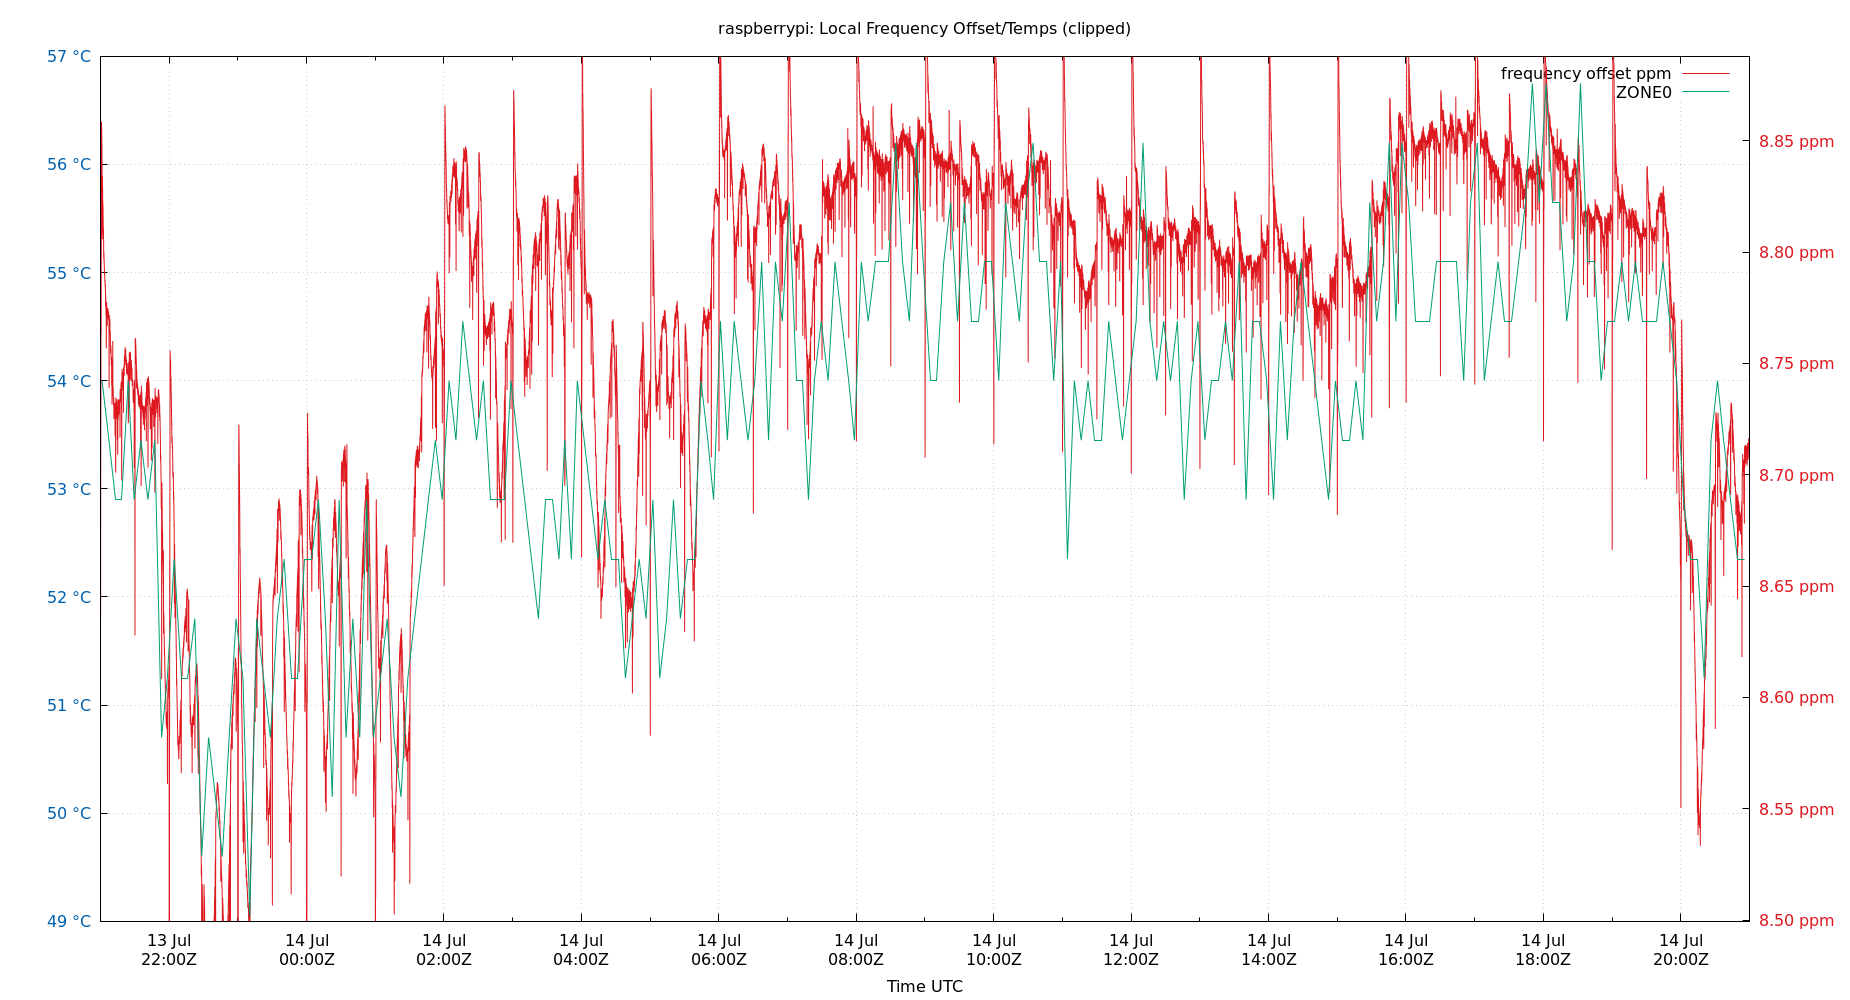 raspberrypi: Local Frequency Offset/Temps (clipped)
57 °C
56 °C
55 °C
54 °C
53 °C
52 °C
51 °C
50 °C
49 °C
frequency offset ppm
ZONE0
8.85 ppm
8.80 ppm
8.75 ppm
8.70 ppm
8.65 ppm
8.60 ppm
8.55 ppm
8.50 ppm
13 Jul 14 Jul 14 Jul 14 Jul 14 Jul 14 Jul 14 Jul 14 Jul 14 Jul 14 Jul 14 Jul 14 Jul
22:00Z 00:00Z 02:00Z 04:00Z 06:00Z 08:00Z 10:00Z 12:00Z 14:00Z 16:00Z 18:00Z 20:00Z
Time UTC